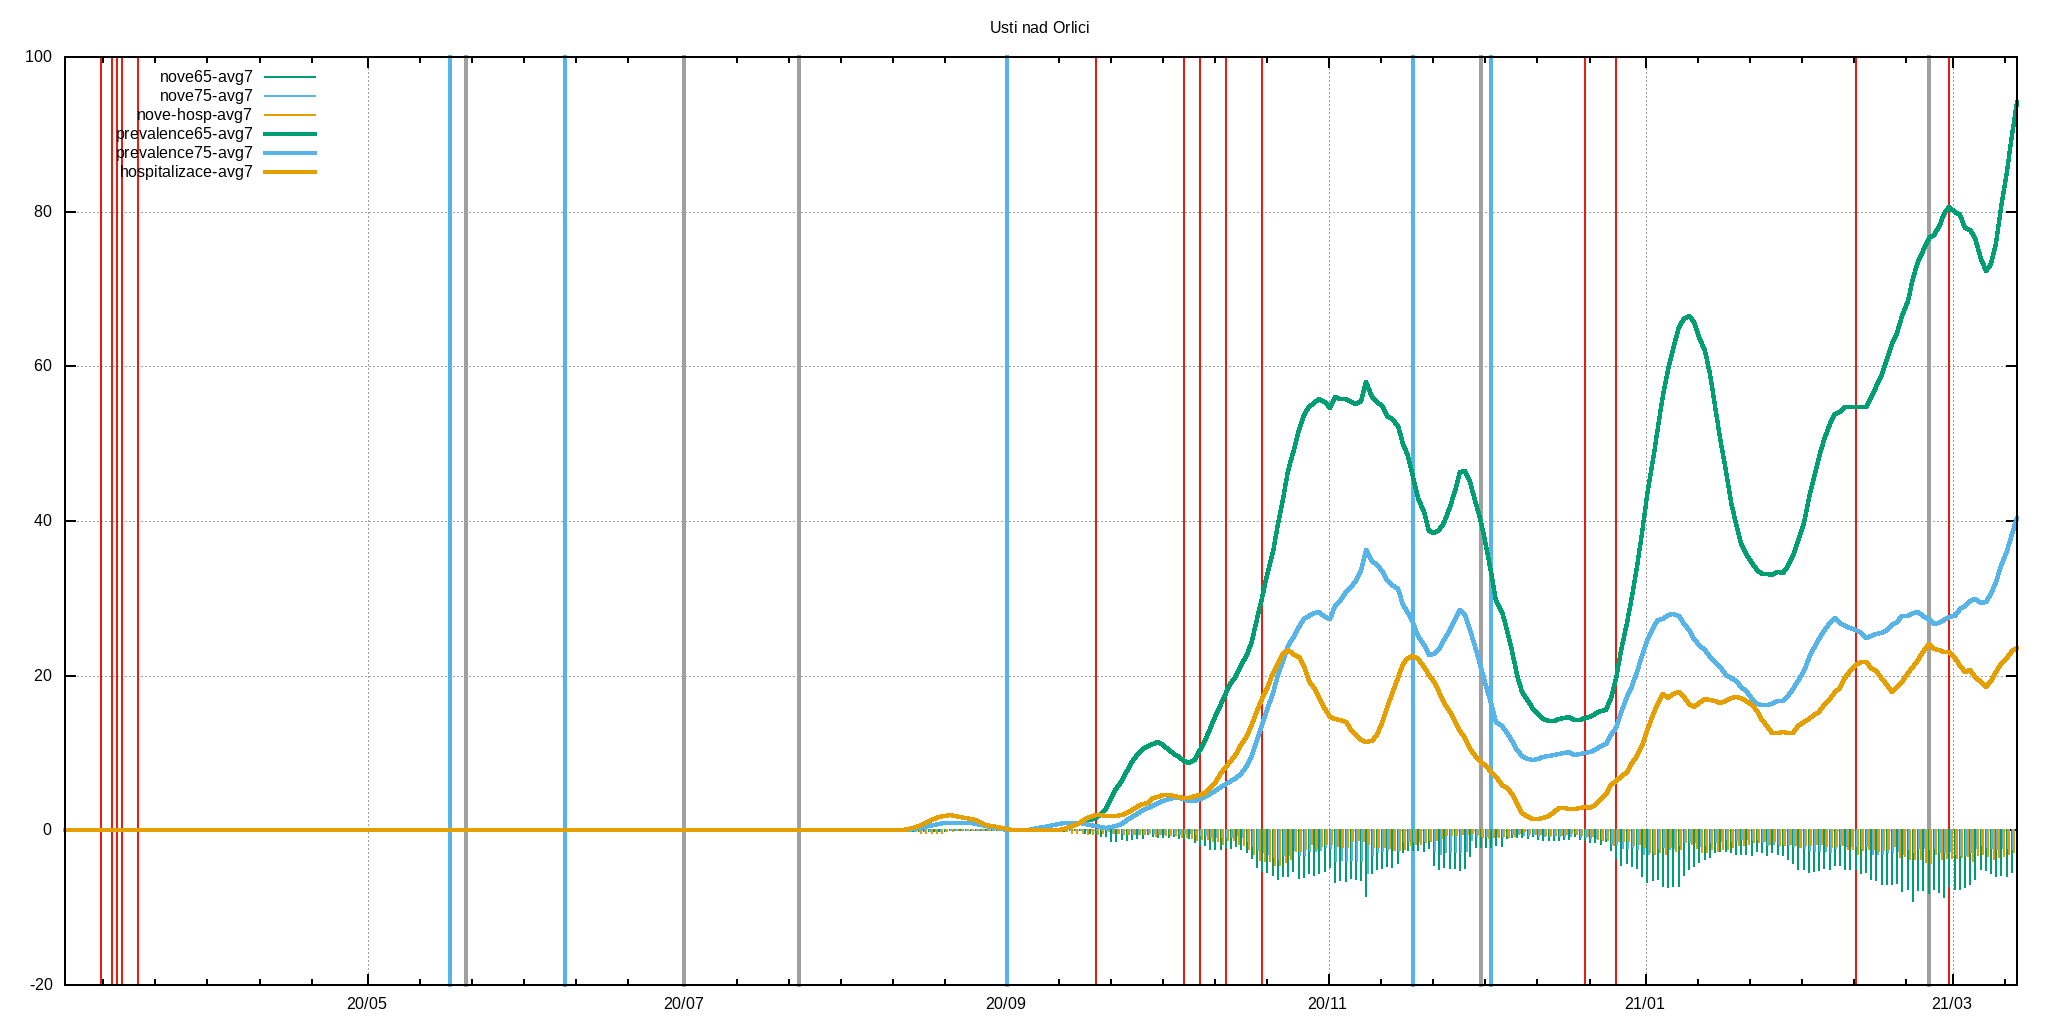 Usti nad Orlici
100
80
60
40
20
0
-20
nove65-avg7
nove75-avg7
nove-hosp-avg7
prevalence65-avg7
prevalence75-avg7
hospitalizace-avg7
20/05 20/07 20/09 20/11 21/01 21/03